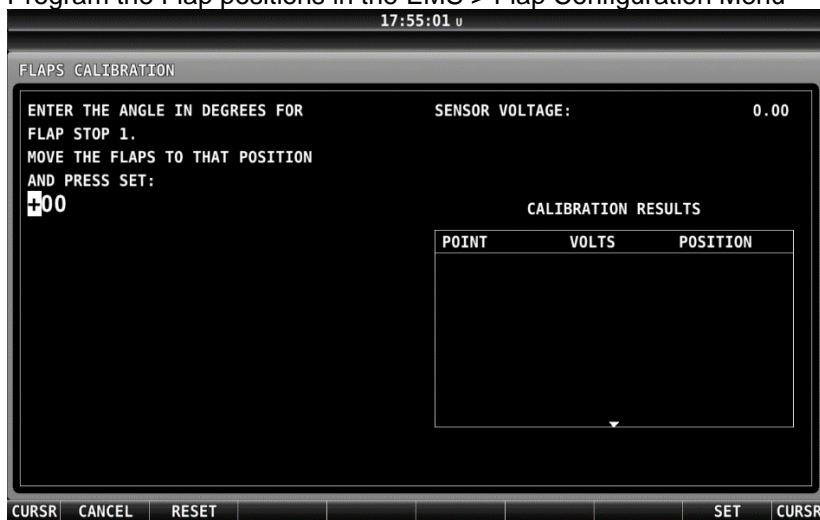 Program the Flap positions in the EMS > Flap Configuration Menu
17:55:01 U
FLAPS CALIBRATION
ENTER THE ANGLE IN DEGREES FOR
FLAP STOP 1.
MOVE THE FLAPS TO THAT POSITION
AND PRESS SET:
+00
SENSOR VOLTAGE: 0.00
CALIBRATION RESULTS
POINT VOLTS POSITION
CURSR CANCEL RESET SET CURSR